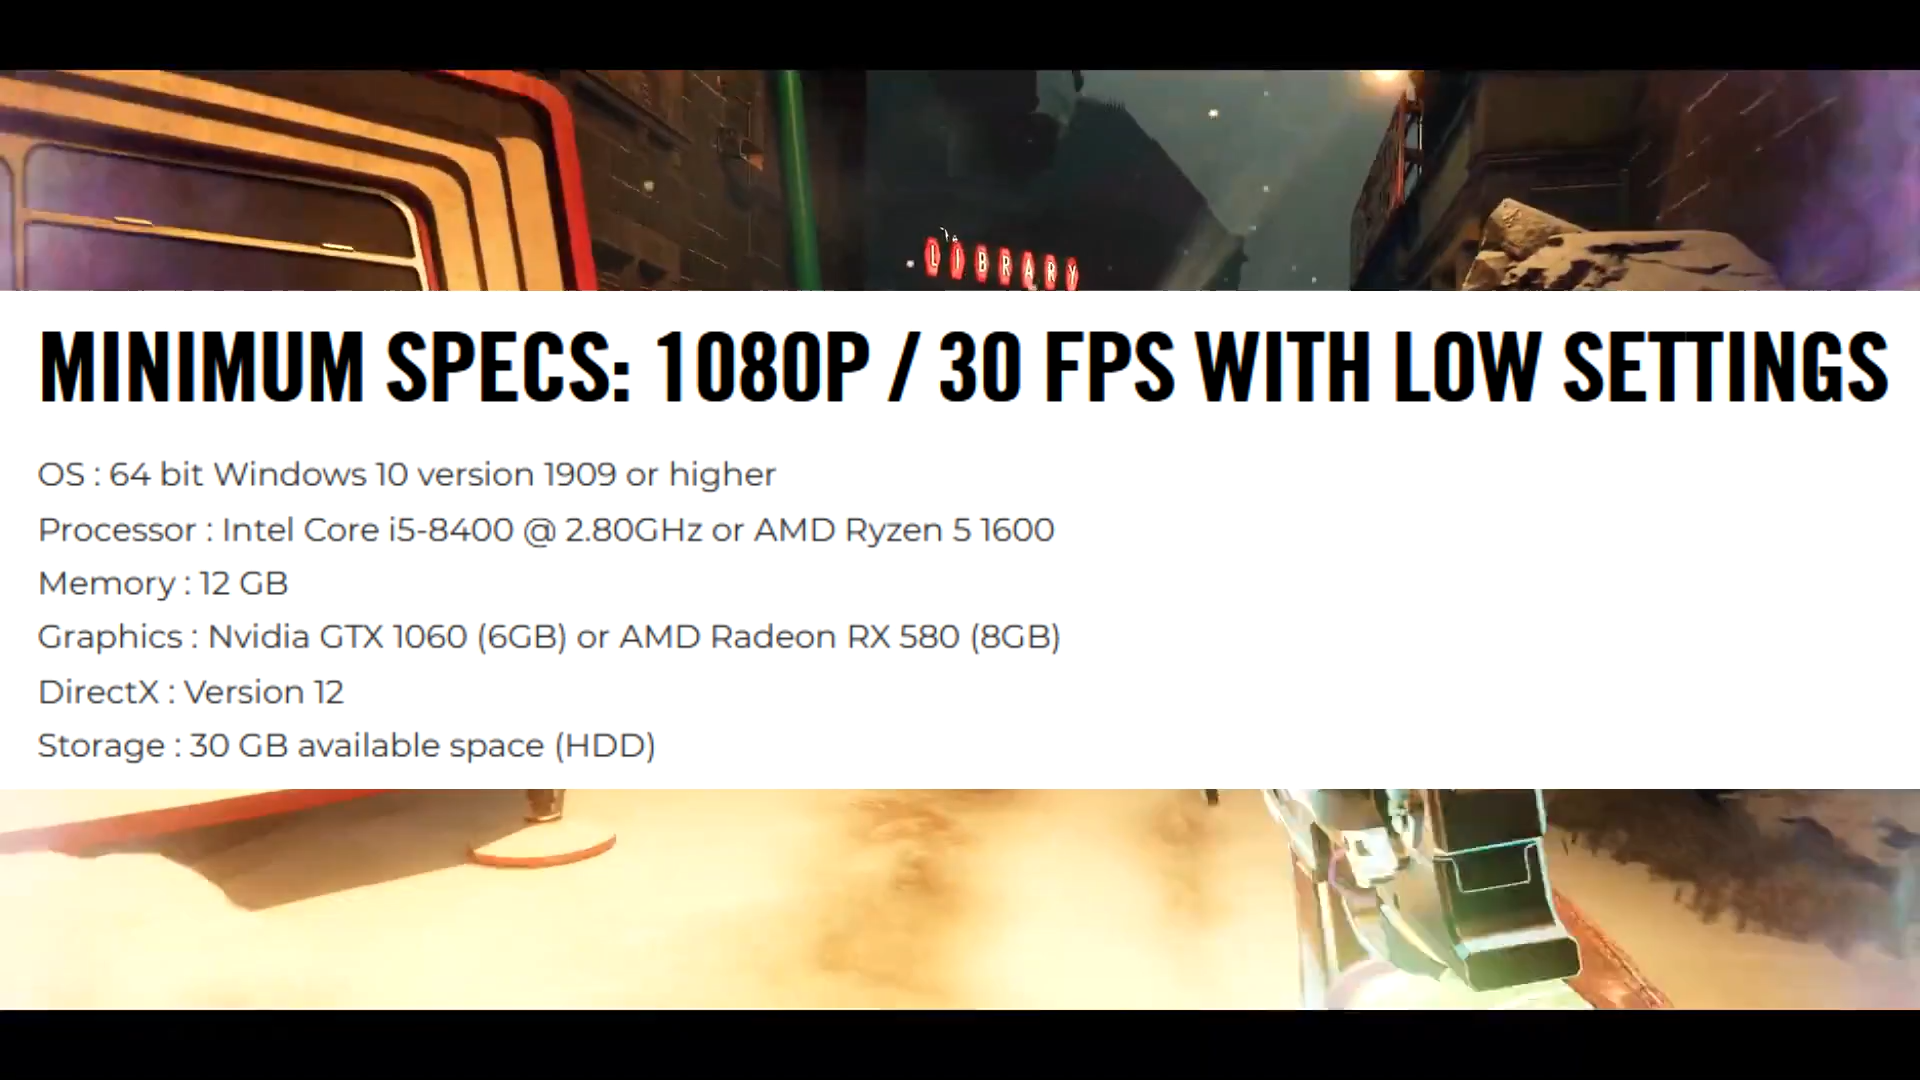 The
LIBRARY
MINIMUM SPECS: 1080P / 30 FPS WITH LOW SETTINGS
OS : 64 bit Windows 10 version 1909 or higher
Processor : Intel Core i5-8400 @ 2.80GHz or AMD Ryzen 5 1600
Memory : 12 GB
Graphics : Nvidia GTX 1060 (6GB) or AMD Radeon RX 580 (8GB)
DirectX : Version 12
Storage : 30 GB available space (HDD)